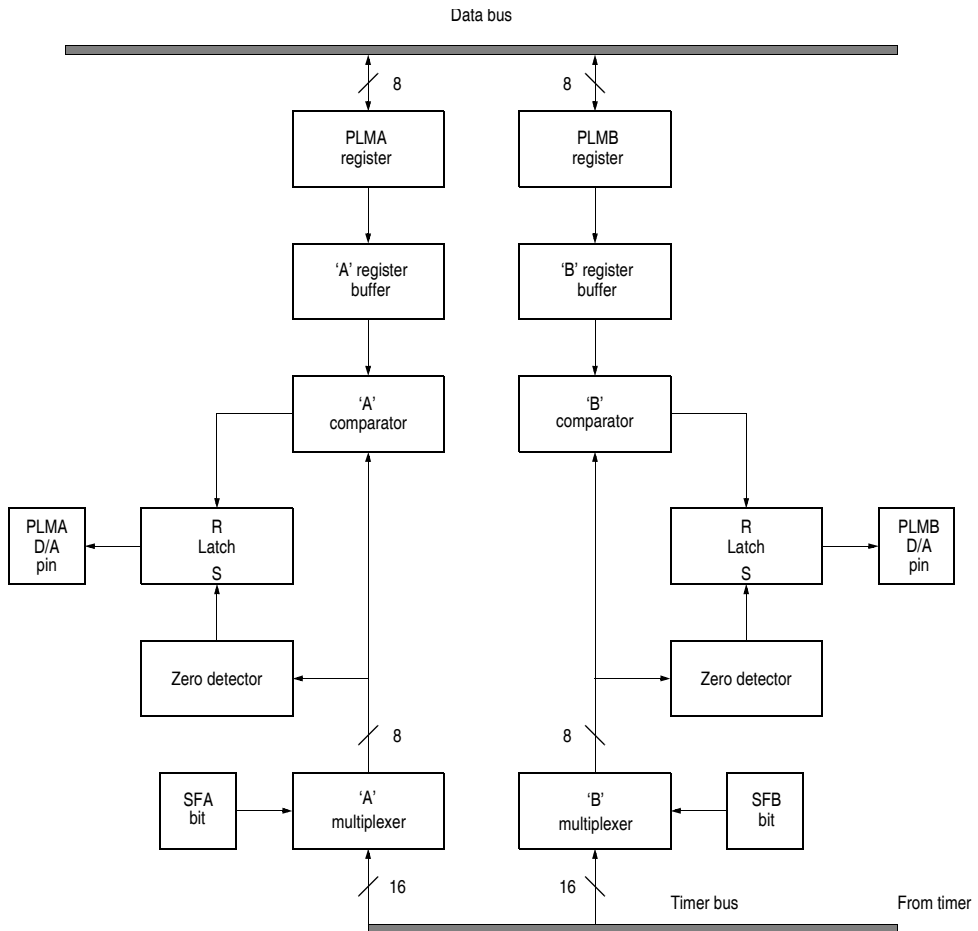 Data bus
8
8
PLMA
register
PLMB
register
‘A’ register
buffer
‘B’ register
buffer
‘A’
comparator
‘B’
comparator
PLMA
D/A
pin
R
Latch
S
R
Latch
S
PLMB
D/A
pin
Zero detector
Zero detector
8
8
SFA
bit
‘A’
multiplexer
‘B’
multiplexer
SFB
bit
16
16
Timer bus
From timer